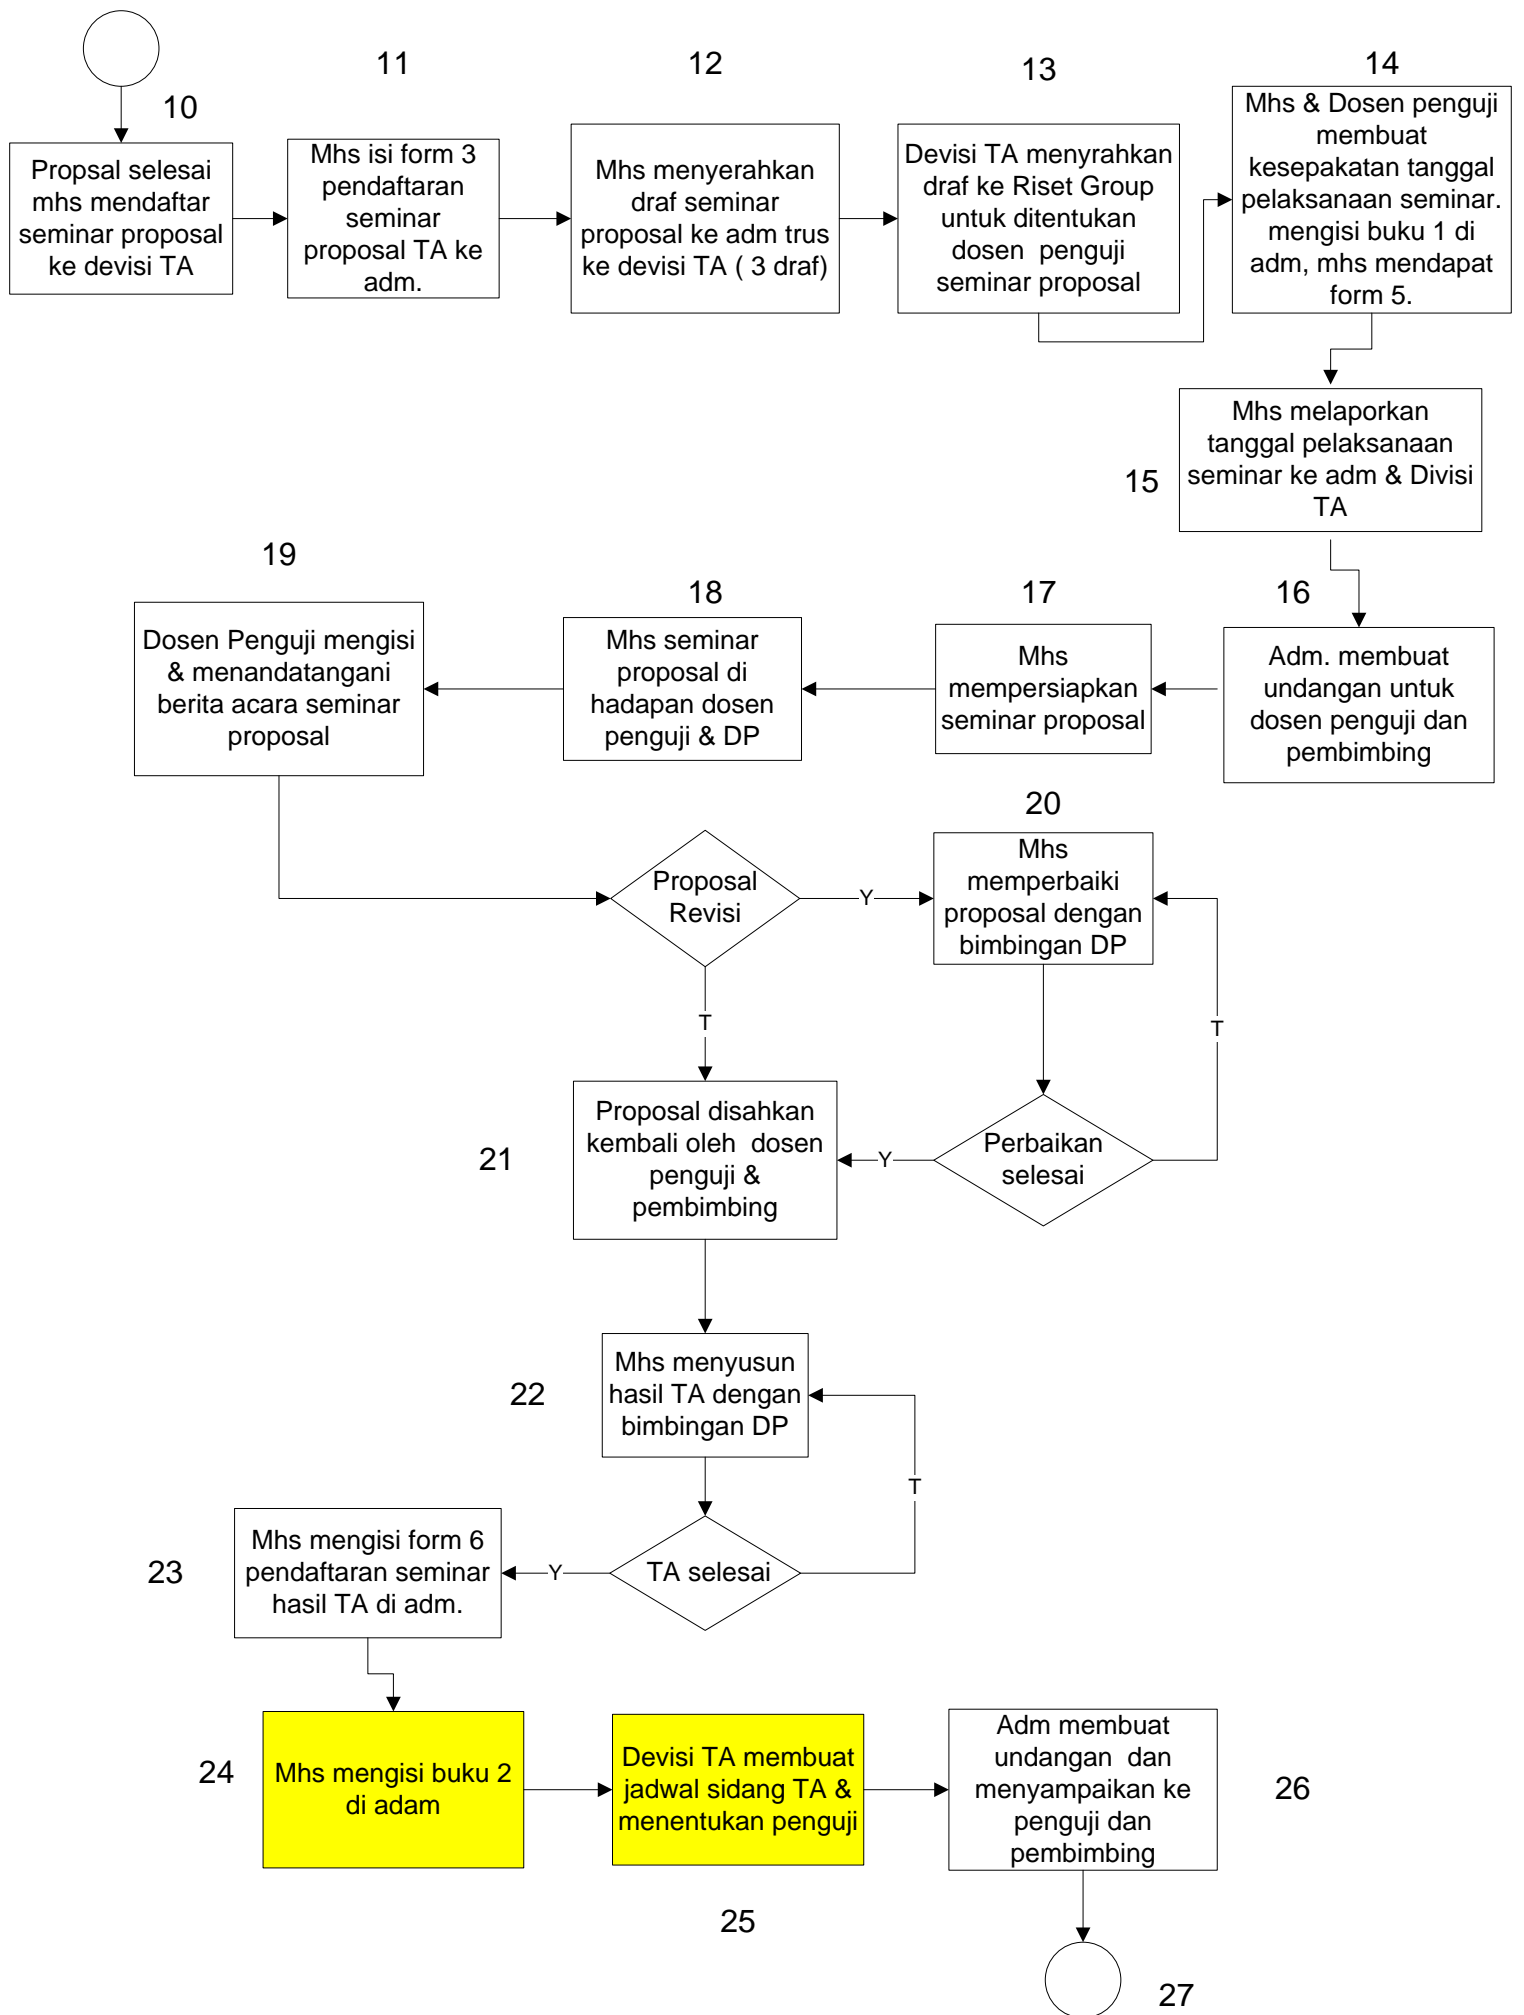 10
Propsal selesai
mhs mendaftar
seminar proposal
ke devisi TA
11
Mhs isi form 3
pendaftaran
seminar
proposal TA ke
adm.
12
Mhs menyerahkan
draf seminar
proposal ke adm trus
ke devisi TA ( 3 draf)
13
Devisi TA menyrahkan
draf ke Riset Group
untuk ditentukan
dosen penguji
seminar proposal
14
Mhs & Dosen penguji
membuat
kesepakatan tanggal
pelaksanaan seminar.
mengisi buku 1 di
adm, mhs mendapat
form 5.
15
Mhs melaporkan
tanggal pelaksanaan
seminar ke adm & Divisi
TA
16
Adm. membuat
undangan untuk
dosen penguji dan
pembimbing
17
Mhs
mempersiapkan
seminar proposal
18
Mhs seminar
proposal di
hadapan dosen
penguji & DP
19
Dosen Penguji mengisi
& menandatangani
berita acara seminar
proposal
Proposal
Revisi
Y
T
20
Mhs
memperbaiki
proposal dengan
bimbingan DP
T
Perbaikan
selesai
Y
21
Proposal disahkan
kembali oleh dosen
penguji &
pembimbing
22
Mhs menyusun
hasil TA dengan
bimbingan DP
T
TA selesai
Y
23
Mhs mengisi form 6
pendaftaran seminar
hasil TA di adm.
24
Mhs mengisi buku 2
di adam
Devisi TA membuat
jadwal sidang TA &
menentukan penguji
25
Adm membuat
undangan dan
menyampaikan ke
penguji dan
pembimbing
26
27